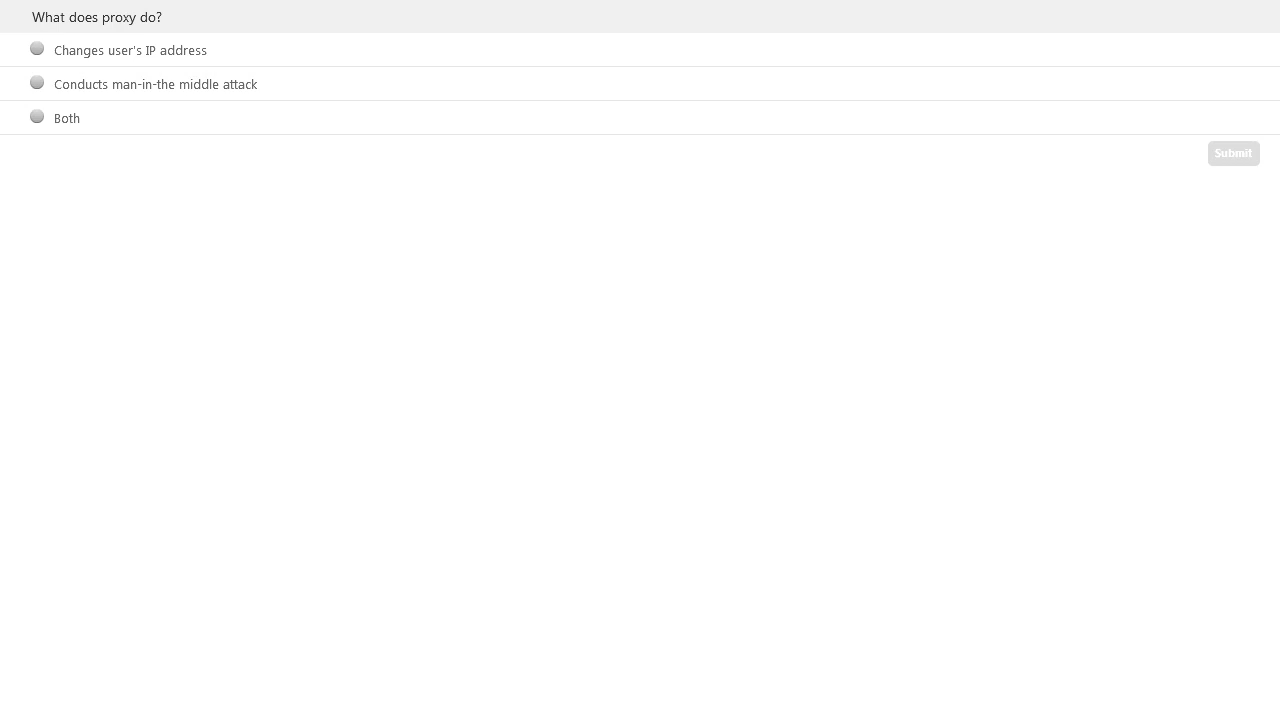 What does proxy do?
Changes user's IP address
Conducts man-in-the middle attack
Both
Submit